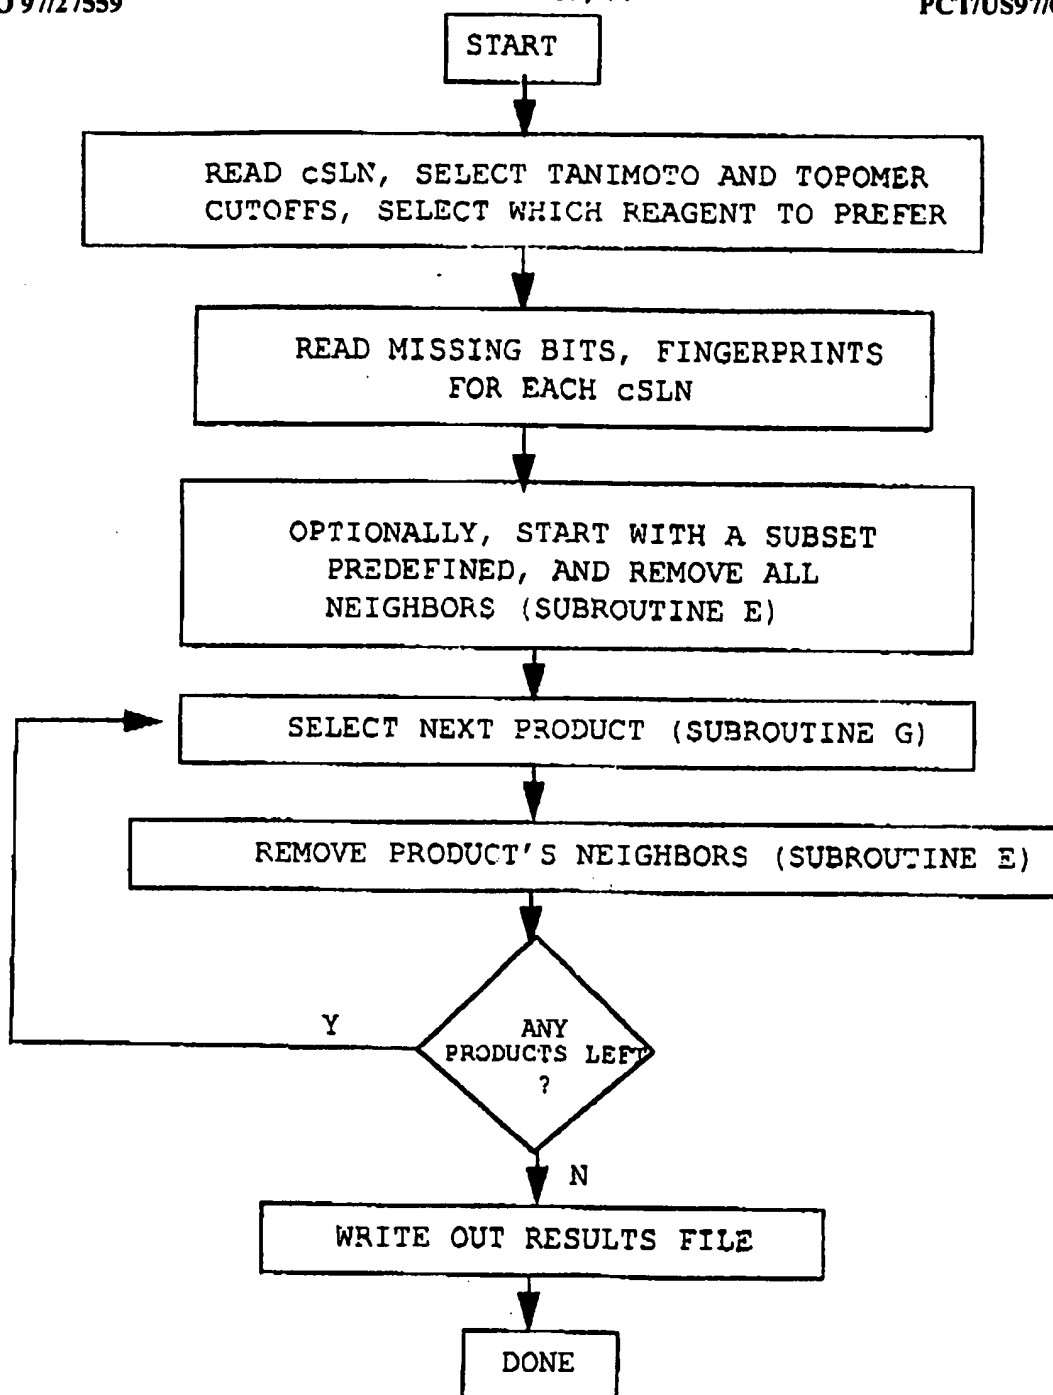 O 97/27559
START
READ cSLN, SELECT TANIMOTO AND TOPOMER
CUTOFFS, SELECT WHICH REAGENT TO PREFER
READ MISSING BITS, FINGERPRINTS
FOR EACH cSLN
OPTIONALLY, START WITH A SUBSET
PREDEFINED, AND REMOVE ALL
NEIGHBORS (SUBROUTINE E)
SELECT NEXT PRODUCT (SUBROUTINE G)
REMOVE PRODUCT'S NEIGHBORS (SUBROUTINE E)
Y
ANY
PRODUCTS LEFT
?
N
WRITE OUT RESULTS FILE
DONE